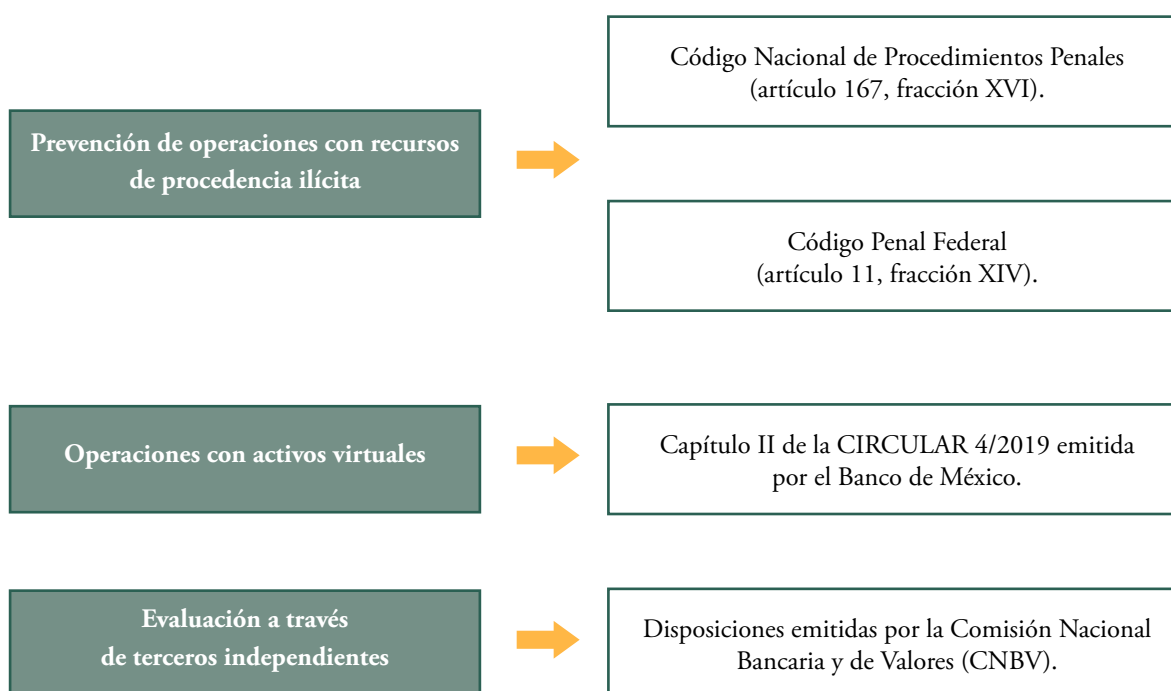 Prevención de operaciones con recursos
de procedencia ilícita
Código Nacional de Procedimientos Penales
(artículo 167, fracción XVI).
Código Penal Federal
(artículo 11, fracción XIV).
Operaciones con activos virtuales
Capítulo II de la CIRCULAR 4/2019 emitida
por el Banco de México.
Evaluación a través
de terceros independientes
Disposiciones emitidas por la Comisión Nacional
Bancaria y de Valores (CNBV).